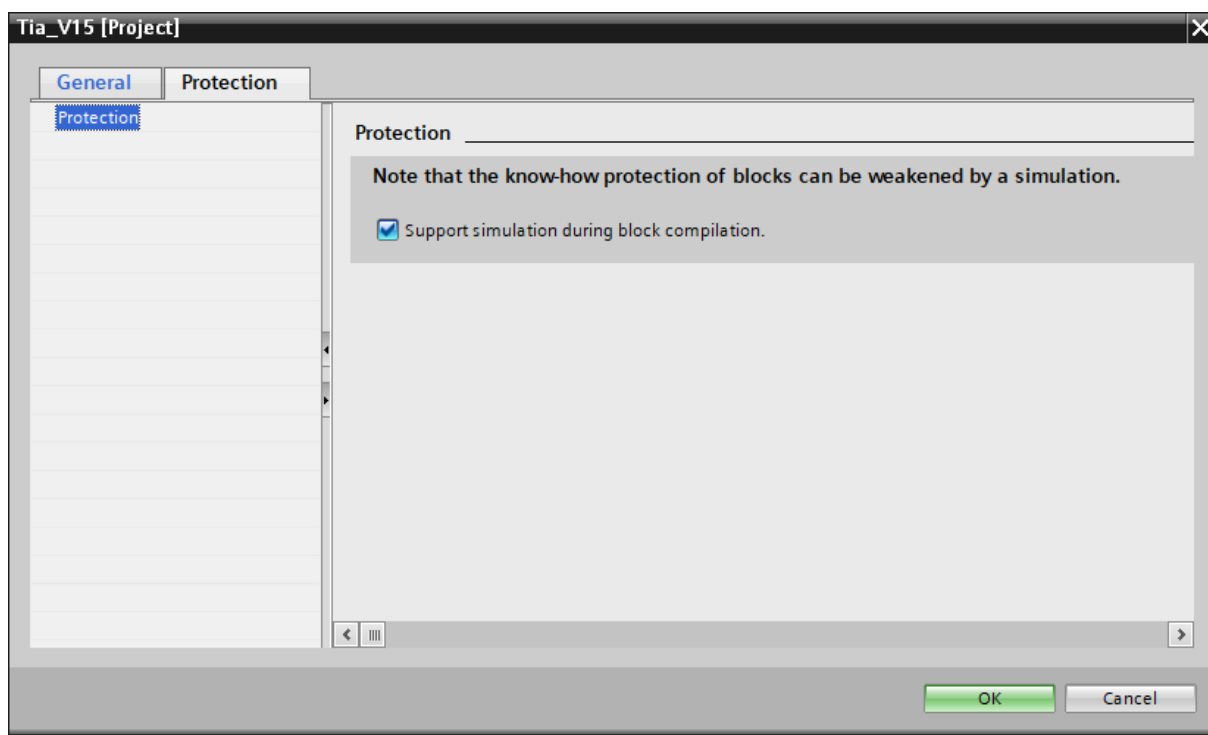 Tia_V15 [Project]
General Protection
Protection
Protection
Note that the know-how protection of blocks can be weakened by a simulation.
Support simulation during block compilation.
OK Cancel